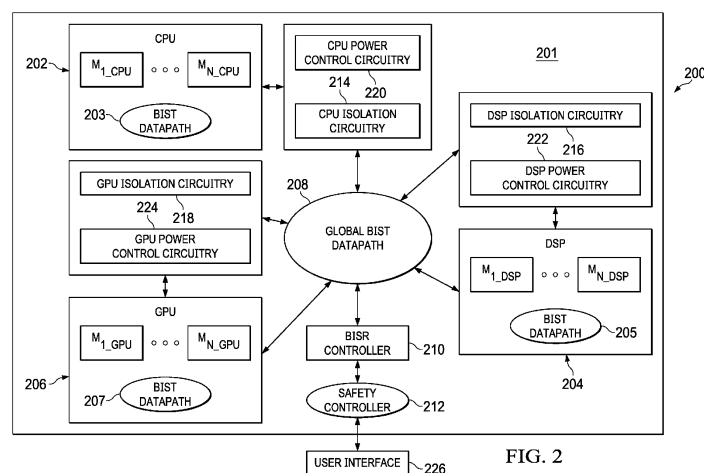 CPU
202
M1_CPU
MN_CPU
203
BIST
DATAPATH
CPU POWER
CONTROL CIRCUITRY
214
220
CPU ISOLATION
CIRCUITRY
201
200
DSP ISOLATION CIRCUITRY
222
216
DSP POWER
CONTROL CIRCUITRY
GPU ISOLATION CIRCUITRY
224
218
GPU POWER
CONTROL CIRCUITRY
208
GLOBAL BIST
DATAPATH
DSP
M1_DSP
MN_DSP
BIST
DATAPATH
205
204
GPU
M1_GPU
MN_GPU
206
BIST
DATAPATH
207
BISR
CONTROLLER
210
SAFETY
CONTROLLER
212
USER INTERFACE
226
FIG. 2